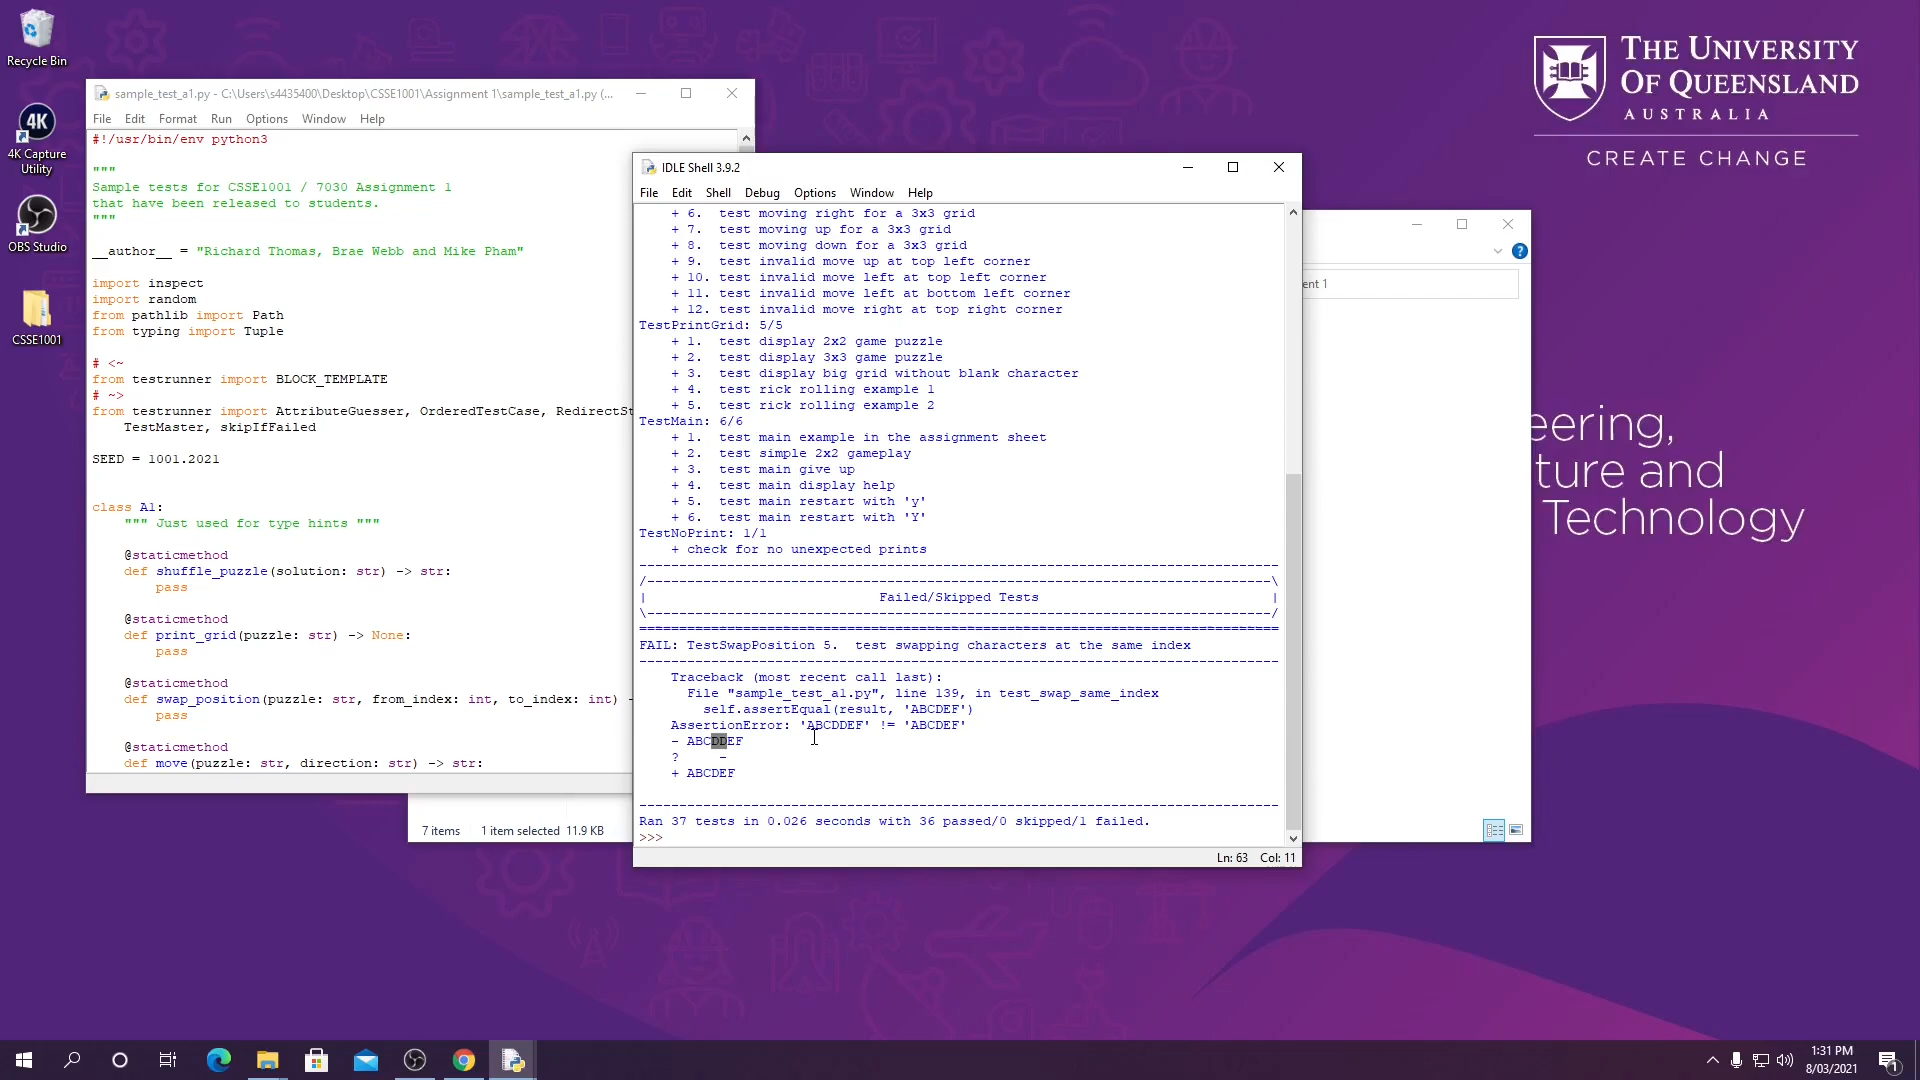 Recycle Bin
4K
4K Capture
Utility
OBS Studio
CSSE1001
THE UNIVERSITY
OF QUEENSLAND
AUSTRALIA
CREATE CHANGE
eering,
ture and
Technology
sample_test_a1.py - C:\Users\s4435400\Desktop\CSSE1001\Assignment 1\sample_test_a1.py (...
File Edit Format Run Options Window Help
#!/usr/bin/env python3
"""
Sample tests for CSSE1001 / 7030 Assignment 1
that have been released to students.
"""
__author__ = "Richard Thomas, Brae Webb and Mike Pham"
import inspect
import random
from pathlib import Path
from typing import Tuple
# <~
from testrunner import BLOCK_TEMPLATE
# ~>
from testrunner import AttributeGuesser, OrderedTestCase, RedirectSt
TestMaster, skipIfFailed
SEED = 1001.2021
class A1:
""" Just used for type hints """
@staticmethod
def shuffle_puzzle(solution: str) -> str:
pass
@staticmethod
def print_grid(puzzle: str) -> None:
pass
@staticmethod
def swap_position(puzzle: str, from_index: int, to_index: int) -
pass
@staticmethod
def move(puzzle: str, direction: str) -> str:
IDLE Shell 3.9.2
File Edit Shell Debug Options Window Help
+ 6. test moving right for a 3x3 grid
+ 7. test moving up for a 3x3 grid
+ 8. test moving down for a 3x3 grid
+ 9. test invalid move up at top left corner
+ 10. test invalid move left at top left corner
+ 11. test invalid move left at bottom left corner
+ 12. test invalid move right at top right corner
TestPrintGrid: 5/5
+ 1. test display 2x2 game puzzle
+ 2. test display 3x3 game puzzle
+ 3. test display big grid without blank character
+ 4. test rick rolling example 1
+ 5. test rick rolling example 2
TestMain: 6/6
+ 1. test main example in the assignment sheet
+ 2. test simple 2x2 gameplay
+ 3. test main give up
+ 4. test main display help
+ 5. test main restart with 'y'
+ 6. test main restart with 'Y'
TestNoPrint: 1/1
+ check for no unexpected prints
--------------------------------------------------------------------------------
/------------------------------------------------------------------------------\
| Failed/Skipped Tests |
\------------------------------------------------------------------------------/
================================================================================
FAIL: TestSwapPosition 5. test swapping characters at the same index
--------------------------------------------------------------------------------
Traceback (most recent call last):
File "sample_test_a1.py", line 139, in test_swap_same_index
self.assertEqual(result, 'ABCDEF')
AssertionError: 'ABCDDEF' != 'ABCDEF'
- ABCDDEF
? -
+ ABCDEF
--------------------------------------------------------------------------------
Ran 37 tests in 0.026 seconds with 36 passed/0 skipped/1 failed.
>>>
Ln: 63 Col: 11
ent 1
7 items 1 item selected 11.9 KB
1:31 PM
8/03/2021
1